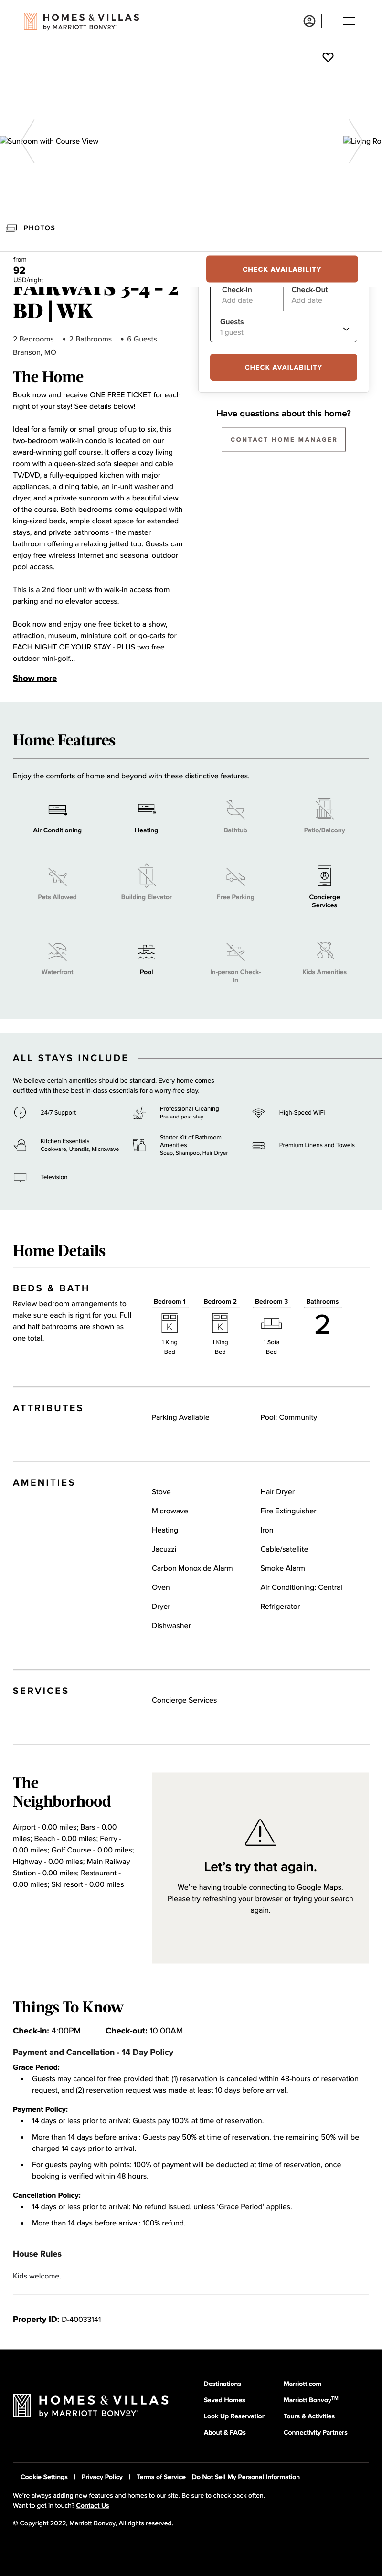 HOMES & VILLAS
by MARRIOTT BONVOY
Sunroom with Course View
Living Ro
PHOTOS
from
92
USD/night
CHECK AVAILABILITY
FAIRWAYS 3-4 - 2
BD | WK
2 Bedrooms • 2 Bathrooms • 6 Guests
Branson, MO
Check-In
Add date
Check-Out
Add date
Guests
1 guest
CHECK AVAILABILITY
Have questions about this home?
CONTACT HOME MANAGER
The Home
Book now and receive ONE FREE TICKET for each
night of your stay! See details below!
Ideal for a family or small group of up to six, this
two-bedroom walk-in condo is located on our
award-winning golf course. It offers a cozy living
room with a queen-sized sofa sleeper and cable
TV/DVD, a fully-equipped kitchen with major
appliances, a dining table, an in-unit washer and
dryer, and a private sunroom with a beautiful view
of the course. Both bedrooms come equipped with
king-sized beds, ample closet space for extended
stays, and private bathrooms - the master
bathroom offering a relaxing jetted tub. Guests can
enjoy free wireless internet and seasonal outdoor
pool access.
This is a 2nd floor unit with walk-in access from
parking and no elevator access.
Book now and enjoy one free ticket to a show,
attraction, museum, miniature golf, or go-carts for
EACH NIGHT OF YOUR STAY - PLUS two free
outdoor mini-golf...
Show more
Home Features
Enjoy the comforts of home and beyond with these distinctive features.
Air Conditioning
Heating
Bathtub
Patio/Balcony
Pets Allowed
Building Elevator
Free Parking
Concierge
Services
Waterfront
Pool
In-person Check-
in
Kids Amenities
ALL STAYS INCLUDE
We believe certain amenities should be standard. Every home comes
outfitted with these best-in-class essentials for a worry-free stay.
24/7 Support
Professional Cleaning
Pre and post stay
High-Speed WiFi
Kitchen Essentials
Cookware, Utensils, Microwave
Starter Kit of Bathroom
Amenities
Soap, Shampoo, Hair Dryer
Premium Linens and Towels
Television
Home Details
BEDS & BATH
Review bedroom arrangements to
make sure each is right for you. Full
and half bathrooms are shown as
one total.
Bedroom 1
1 King
Bed
Bedroom 2
1 King
Bed
Bedroom 3
1 Sofa
Bed
Bathrooms
2
ATTRIBUTES
Parking Available
Pool: Community
AMENITIES
Stove
Hair Dryer
Microwave
Fire Extinguisher
Heating
Iron
Jacuzzi
Cable/satellite
Carbon Monoxide Alarm
Smoke Alarm
Oven
Air Conditioning: Central
Dryer
Refrigerator
Dishwasher
SERVICES
Concierge Services
The
Neighborhood
Airport - 0.00 miles; Bars - 0.00
miles; Beach - 0.00 miles; Ferry -
0.00 miles; Golf Course - 0.00 miles;
Highway - 0.00 miles; Main Railway
Station - 0.00 miles; Restaurant -
0.00 miles; Ski resort - 0.00 miles
Let's try that again.
We're having trouble connecting to Google Maps.
Please try refreshing your browser or trying your search
again.
Things To Know
Check-in: 4:00PM
Check-out: 10:00AM
Payment and Cancellation - 14 Day Policy
Grace Period:
• Guests may cancel for free provided that: (1) reservation is canceled within 48-hours of reservation
request, and (2) reservation request was made at least 10 days before arrival.
Payment Policy:
• 14 days or less prior to arrival: Guests pay 100% at time of reservation.
• More than 14 days before arrival: Guests pay 50% at time of reservation, the remaining 50% will be
charged 14 days prior to arrival.
• For guests paying with points: 100% of payment will be deducted at time of reservation, once
booking is verified within 48 hours.
Cancellation Policy:
• 14 days or less prior to arrival: No refund issued, unless 'Grace Period' applies.
• More than 14 days before arrival: 100% refund.
House Rules
Kids welcome.
Property ID: D-40033141
HOMES & VILLAS
by MARRIOTT BONVOY
Destinations
Marriott.com
Saved Homes
Marriott Bonvoy™
Look Up Reservation
Tours & Activities
About & FAQs
Connectivity Partners
Cookie Settings | Privacy Policy | Terms of Service Do Not Sell My Personal Information
We're always adding new features and homes to our site. Be sure to check back often.
Want to get in touch? Contact Us
© Copyright 2022, Marriott Bonvoy, All rights reserved.